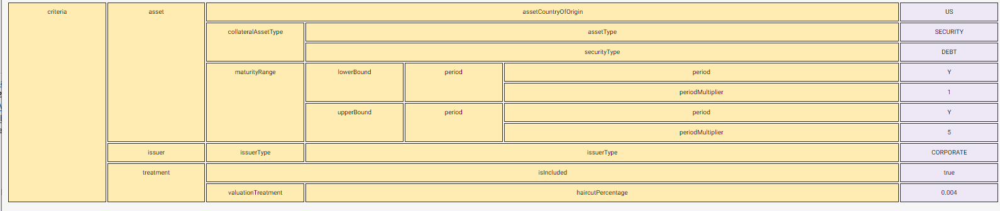 criteria asset assetCountryOfOrigin US
collateralAssetType assetType SECURITY
securityType DEBT
maturityRange lowerBound period period Y
periodMultiplier 1
upperBound period period Y
periodMultiplier 5
issuer issuerType issuerType CORPORATE
treatment isIncluded true
valuationTreatment haircutPercentage 0.004